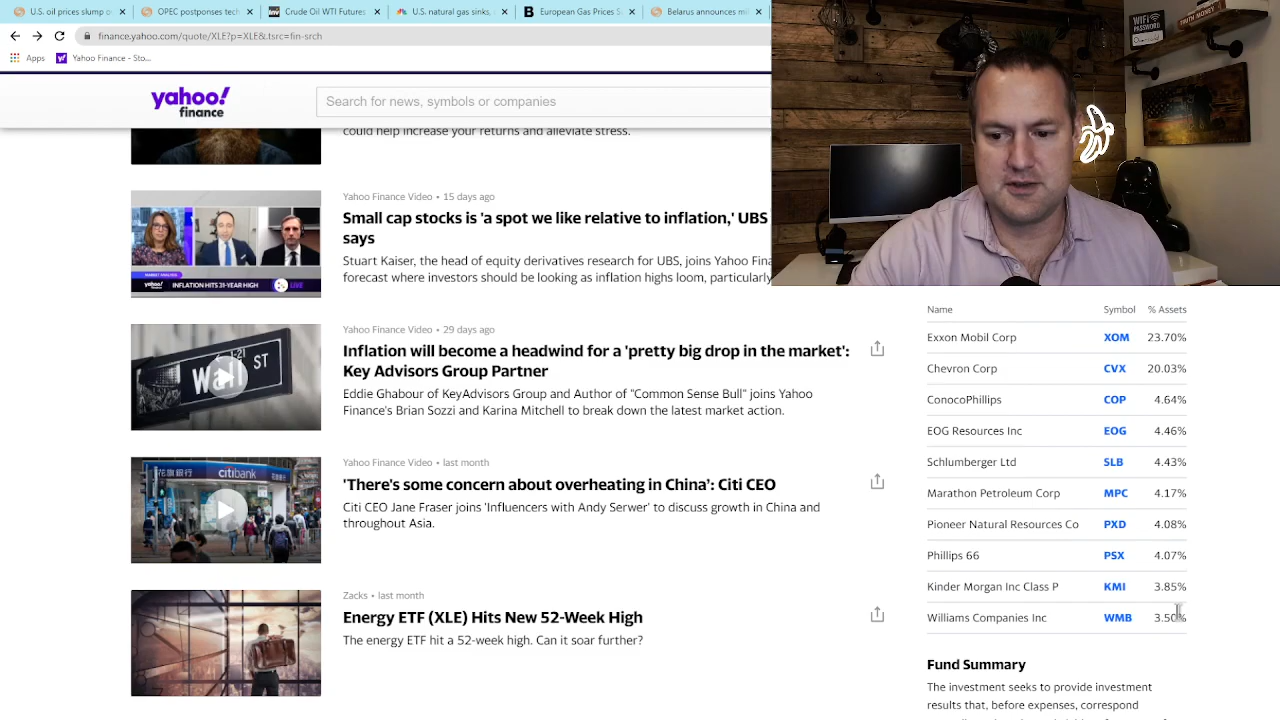 U.S. oil prices slump o
OPEC postpones tech
Crude Oil WTI Futures
U.S. natural gas sinks,
European Gas Prices S
Belarus announces mi
finance.yahoo.com/quote/XLE?p=XLE&.tsrc=fin-srch
Apps
Yahoo Finance - Sto...
yahoo!
finance
Search for news, symbols or companies
could help increase your returns and alleviate stress.
Yahoo Finance Video • 15 days ago
Small cap stocks is 'a spot we like relative to inflation,' UBS
says
Stuart Kaiser, the head of equity derivatives research for UBS, joins Yahoo Fina
forecast where investors should be looking as inflation highs loom, particularly
MARKET ANALYSIS
INFLATION HITS 31-YEAR HIGH
LIVE
Yahoo Finance Video • 29 days ago
Inflation will become a headwind for a 'pretty big drop in the market':
Key Advisors Group Partner
Eddie Ghabour of KeyAdvisors Group and Author of "Common Sense Bull" joins Yahoo
Finance's Brian Sozzi and Karina Mitchell to break down the latest market action.
1-21
Wall ST
Yahoo Finance Video • last month
'There's some concern about overheating in China': Citi CEO
Citi CEO Jane Fraser joins 'Influencers with Andy Serwer' to discuss growth in China and
throughout Asia.
花旗銀行
citibank
Zacks • last month
Energy ETF (XLE) Hits New 52-Week High
The energy ETF hit a 52-week high. Can it soar further?
WIFI
PASSWORD
TRUTH MONEY
Name Symbol % Assets
Exxon Mobil Corp XOM 23.70%
Chevron Corp CVX 20.03%
ConocoPhillips COP 4.64%
EOG Resources Inc EOG 4.46%
Schlumberger Ltd SLB 4.43%
Marathon Petroleum Corp MPC 4.17%
Pioneer Natural Resources Co PXD 4.08%
Phillips 66 PSX 4.07%
Kinder Morgan Inc Class P KMI 3.85%
Williams Companies Inc WMB 3.50%
Fund Summary
The investment seeks to provide investment
results that, before expenses, correspond